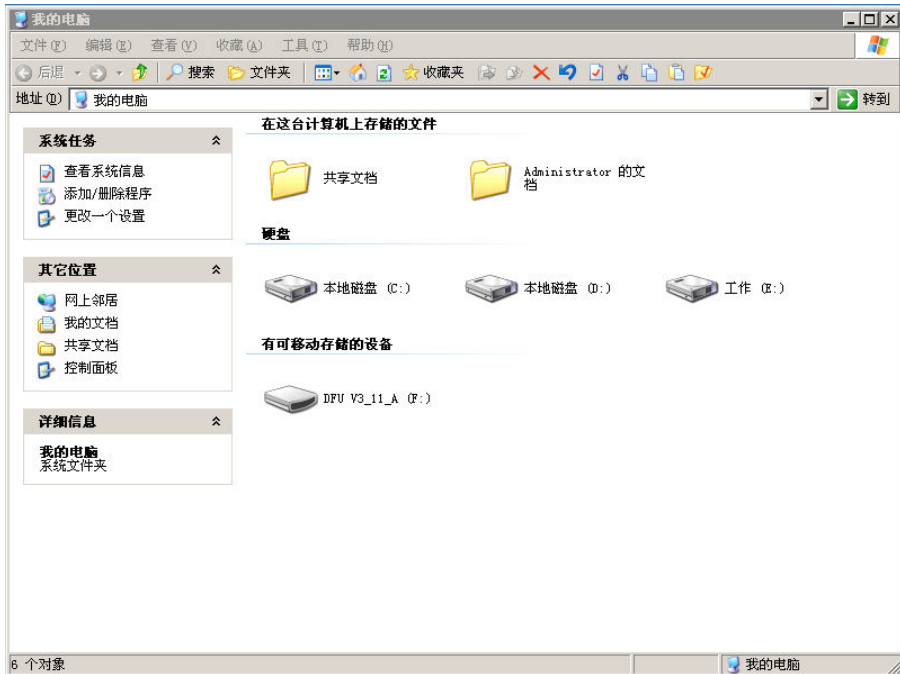 我的电脑
文件(F) 编辑(E) 查看(V) 收藏(A) 工具(T) 帮助(H)
后退 搜索 文件夹 收藏夹
地址(D) 我的电脑 转到
系统任务
查看系统信息
添加/删除程序
更改一个设置
其它位置
网上邻居
我的文档
共享文档
控制面板
详细信息
我的电脑
系统文件夹
在这台计算机上存储的文件
共享文档
Administrator 的文
档
硬盘
本地磁盘 (C:)
本地磁盘 (D:)
工作 (E:)
有可移动存储的设备
DFU V3_11_A (F:)
6 个对象
我的电脑